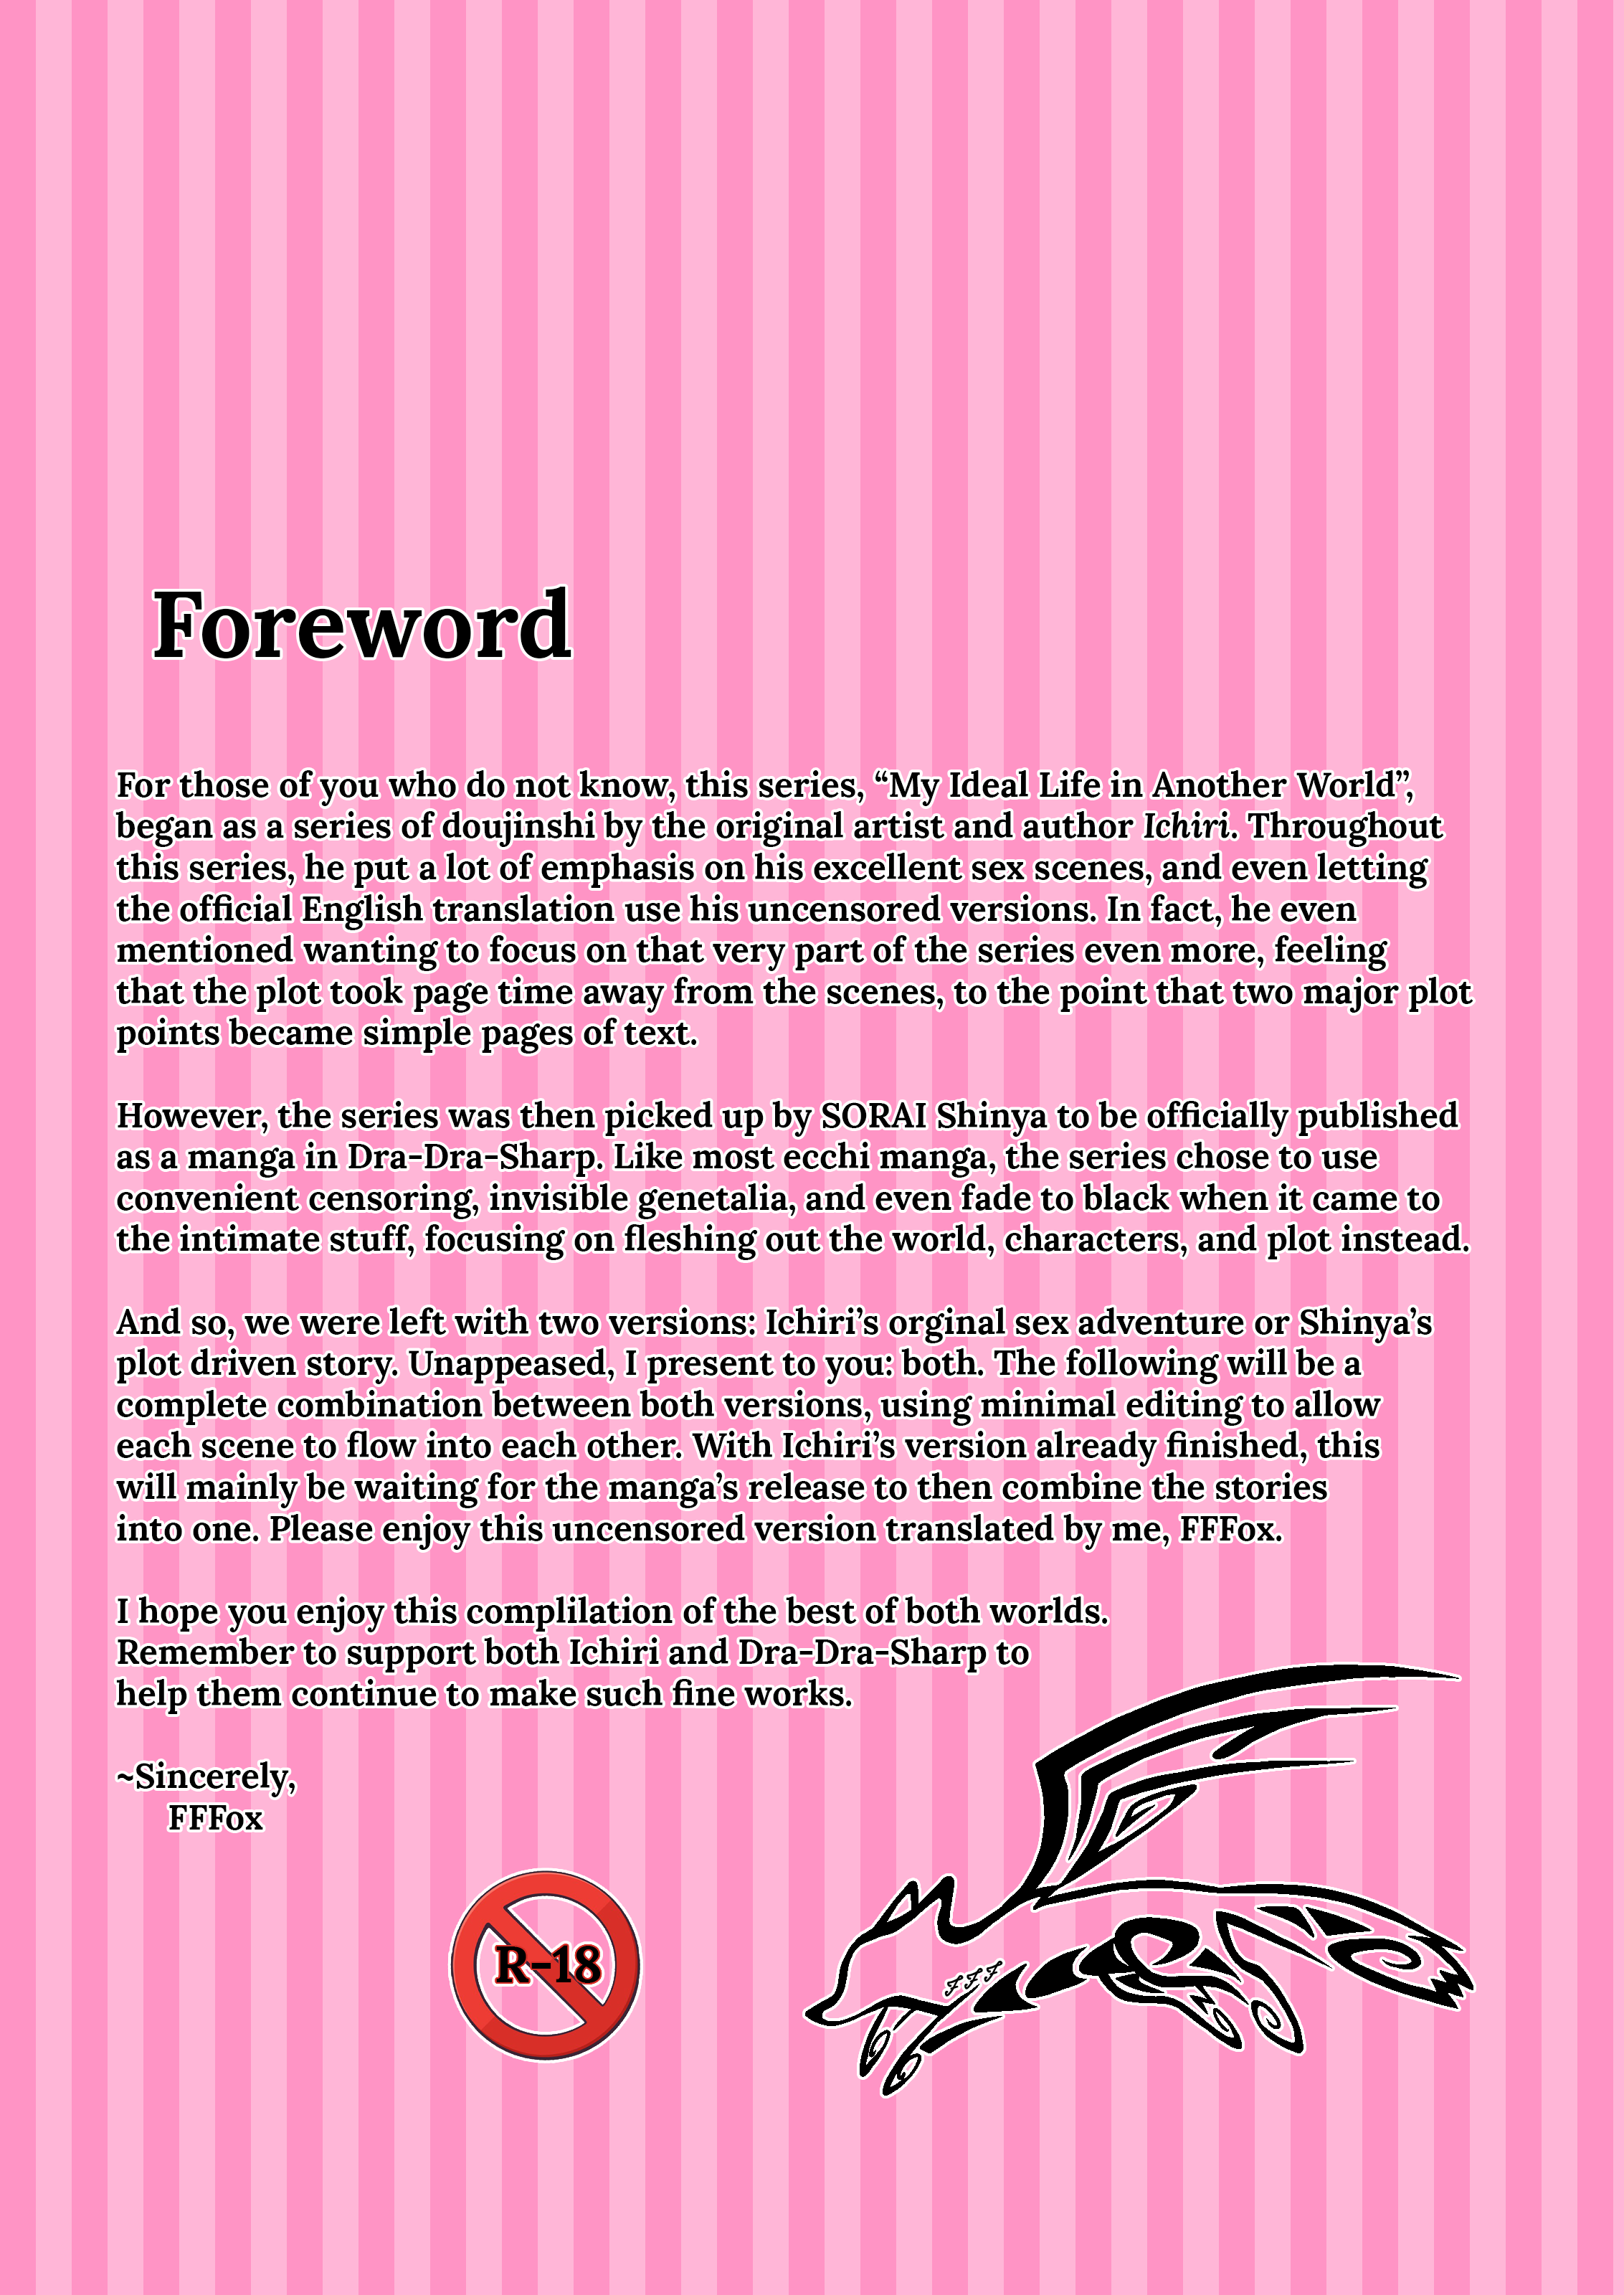 Foreword
For those of you who do not know, this series, “My Ideal Life in Another World”,
began as a series of doujinshi by the original artist and author Ichiri. Throughout
this series, he put a lot of emphasis on his excellent sex scenes, and even letting
the official English translation use his uncensored versions. In fact, he even
mentioned wanting to focus on that very part of the series even more, feeling
that the plot took page time away from the scenes, to the point that two major plot
points became simple pages of text.
However, the series was then picked up by SORAI Shinya to be officially published
as a manga in Dra-Dra-Sharp. Like most ecchi manga, the series chose to use
convenient censoring, invisible genetalia, and even fade to black when it came to
the intimate stuff, focusing on fleshing out the world, characters, and plot instead.
And so, we were left with two versions: Ichiri’s orginal sex adventure or Shinya’s
plot driven story. Unappeased, I present to you: both. The following will be a
complete combination between both versions, using minimal editing to allow
each scene to flow into each other. With Ichiri’s version already finished, this
will mainly be waiting for the manga’s release to then combine the stories
into one. Please enjoy this uncensored version translated by me, FFFox.
I hope you enjoy this complilation of the best of both worlds.
Remember to support both Ichiri and Dra-Dra-Sharp to
help them continue to make such fine works.
~Sincerely,
FFFox
R-18
FFF